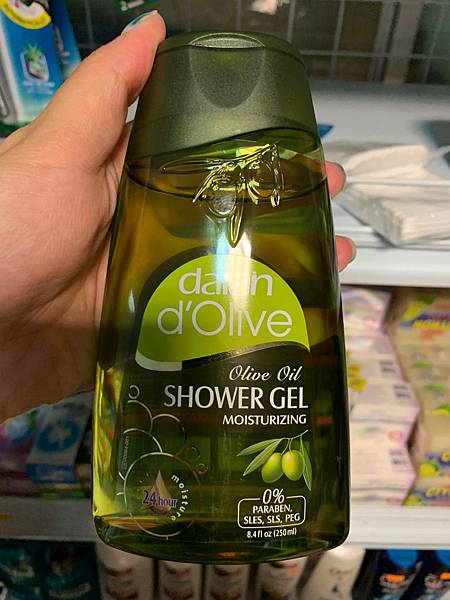 dalan
d'Olive
Olive Oil
SHOWER GEL
MOISTURIZING
24.hour
moisture
0%
PARABEN,
SLES, SLS, PEG
8.4 fl oz (250 ml)